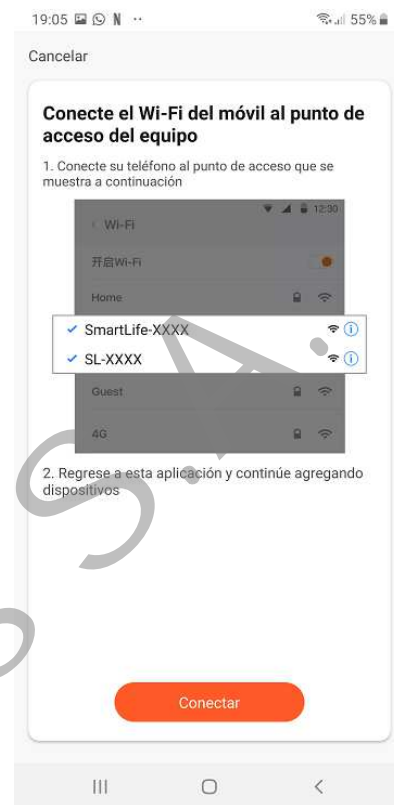 19:05 55%
Cancelar
Conecte el Wi-Fi del móvil al punto de
acceso del equipo
1. Conecte su teléfono al punto de acceso que se
muestra a continuación
12:30
Wi-Fi
开启Wi-Fi
Home
SmartLife-XXXX
SL-XXXX
Guest
4G
2. Regrese a esta aplicación y continúe agregando
dispositivos
Conectar